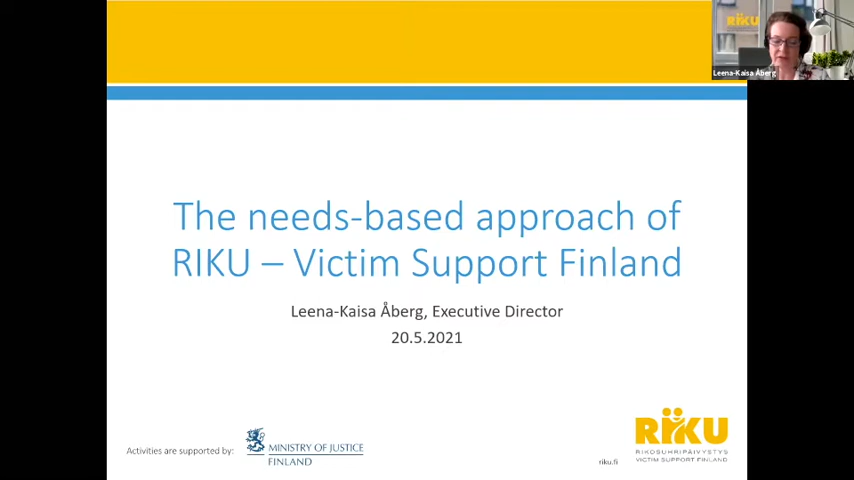 RIKU
Leena-Kaisa Åberg
The needs-based approach of
RIKU – Victim Support Finland
Leena-Kaisa Åberg, Executive Director
20.5.2021
Activities are supported by:
MINISTRY OF JUSTICE
FINLAND
riku.fi
RIKU
RIKOSUHRIPÄIVYSTYS
VICTIM SUPPORT FINLAND